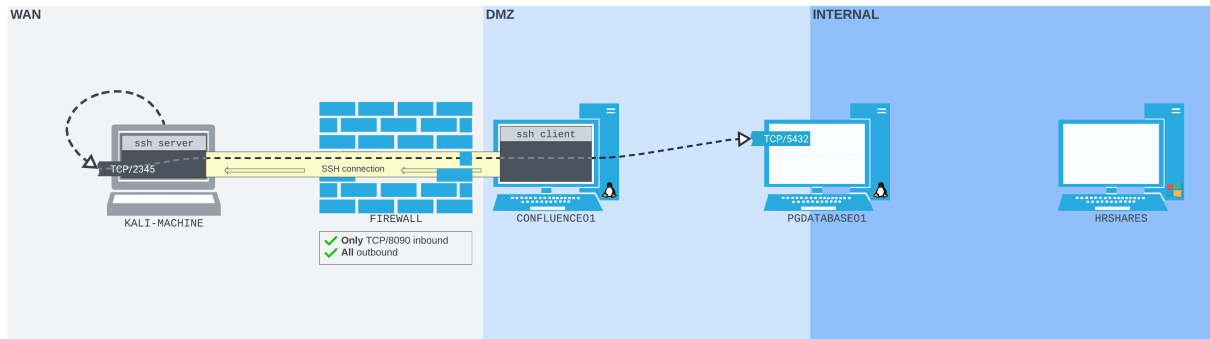 WAN
DMZ
INTERNAL
ssh server
TCP/2345
SSH connection
ssh client
TCP/5432
KALI-MACHINE
FIREWALL
CONFLUENCE01
PGDATABASE01
HRSHARES
Only TCP/8090 inbound
All outbound